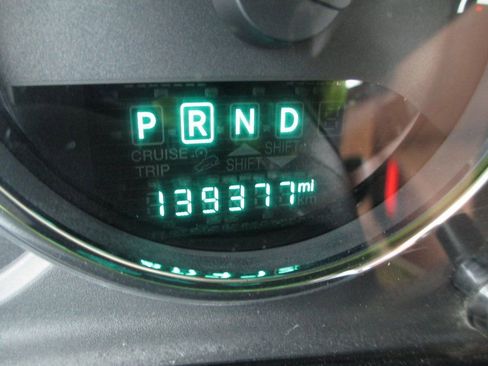 P R N D
CRUISE SHIFT
TRIP SHIFT
139377 mi
km